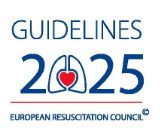 GUIDELINES
2025
EUROPEAN RESUSCITATION COUNCIL©